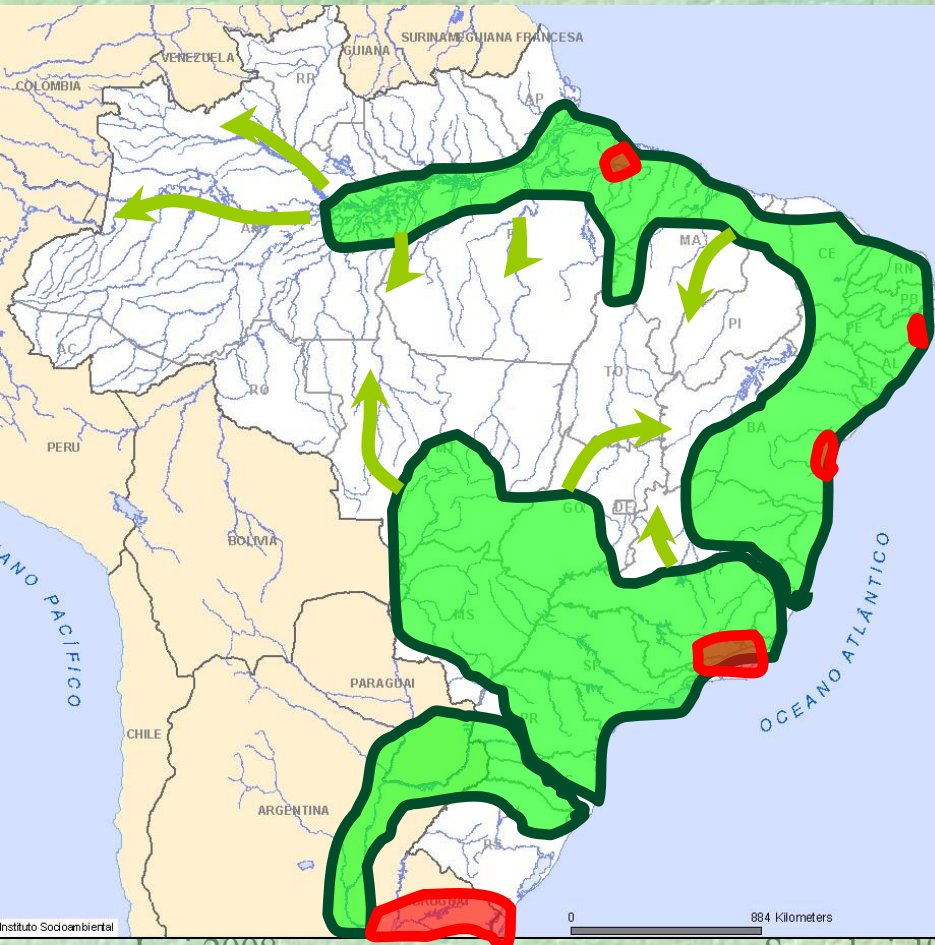 SURINAME
GUIANA FRANCESA
GUIANA
VENEZUELA
RR
COLOMBIA
AP
MA
CE
RN
PB
PI
PE
AC
TO
AL
SE
RO
BA
PERU
GO
DF
BOLIVIA
OCEANO ATLÂNTICO
PACÍFICO
MS
SP
PARAGUAI
PR
CHILE
ARGENTINA
RS
URUGUAI
0 884 Kilometers
Instituto Socioambiental